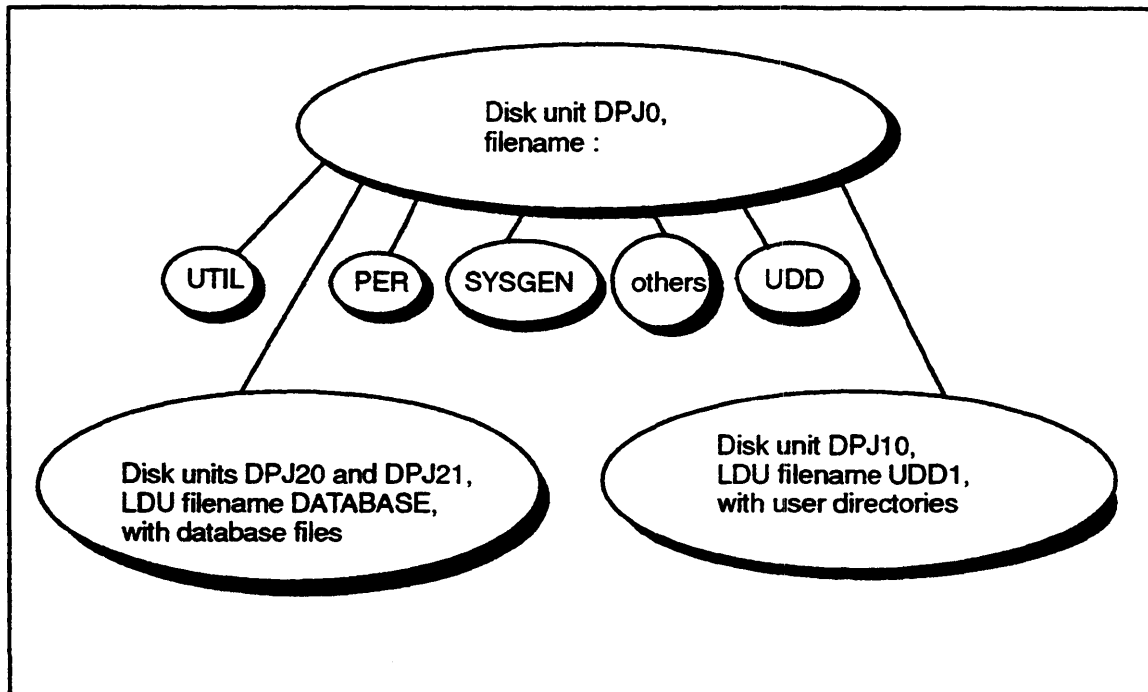 Disk unit DPJ0,
filename :
UTIL
PER
SYSGEN
others
UDD
Disk units DPJ20 and DPJ21,
LDU filename DATABASE,
with database files
Disk unit DPJ10,
LDU filename UDD1,
with user directories